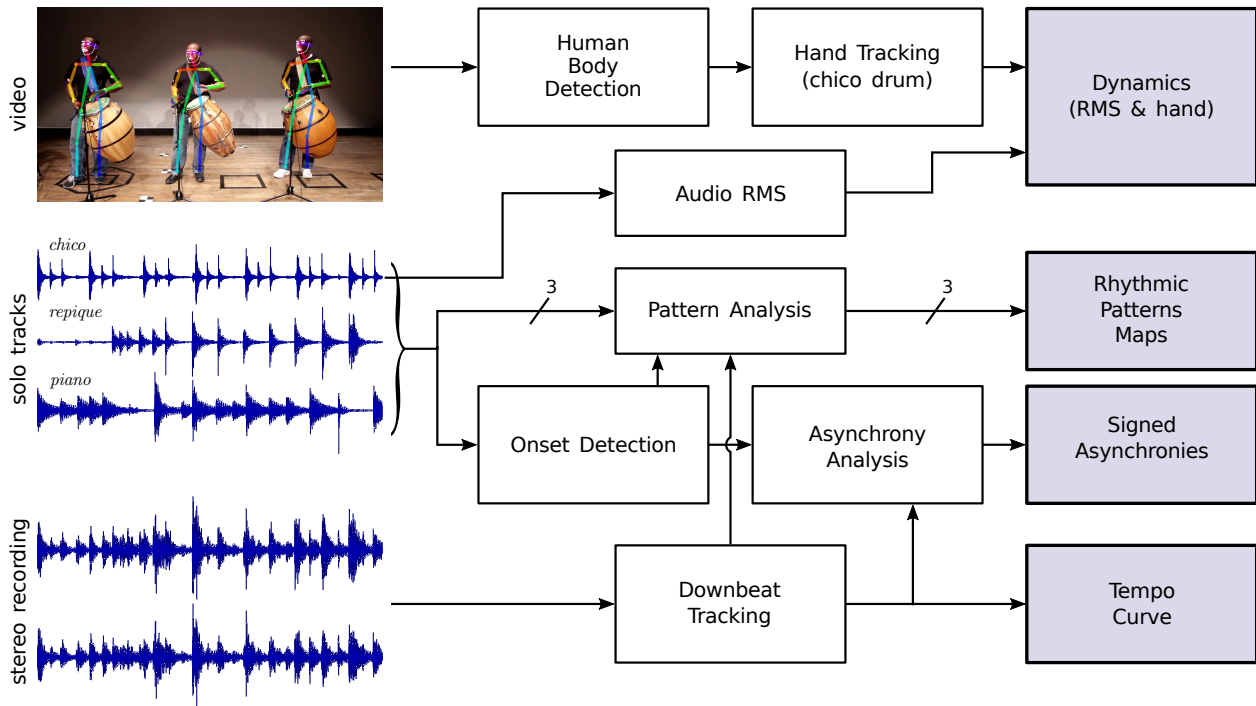 video
Human
Body
Detection
Hand Tracking
(chico drum)
Dynamics
(RMS & hand)
Audio RMS
solo tracks
chico
repique
piano
3
Pattern Analysis
3
Rhythmic
Patterns
Maps
Onset Detection
Asynchrony
Analysis
Signed
Asynchronies
stereo recording
Downbeat
Tracking
Tempo
Curve